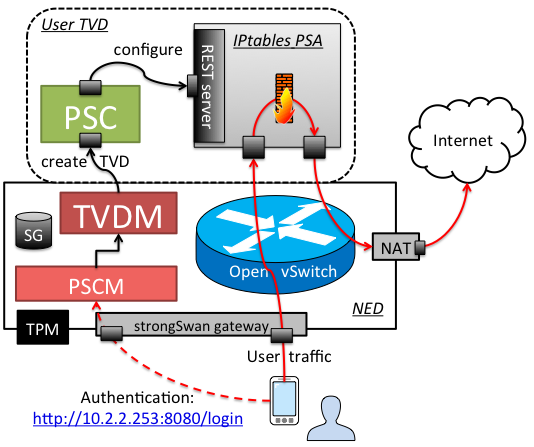 User TVD
configure
REST server
IPtables PSA
PSC
create TVD
Internet
TVDM
SG
Open vSwitch
NAT
PSCM
NED
TPM
strongSwan gateway
User traffic
Authentication:
http://10.2.2.253:8080/login